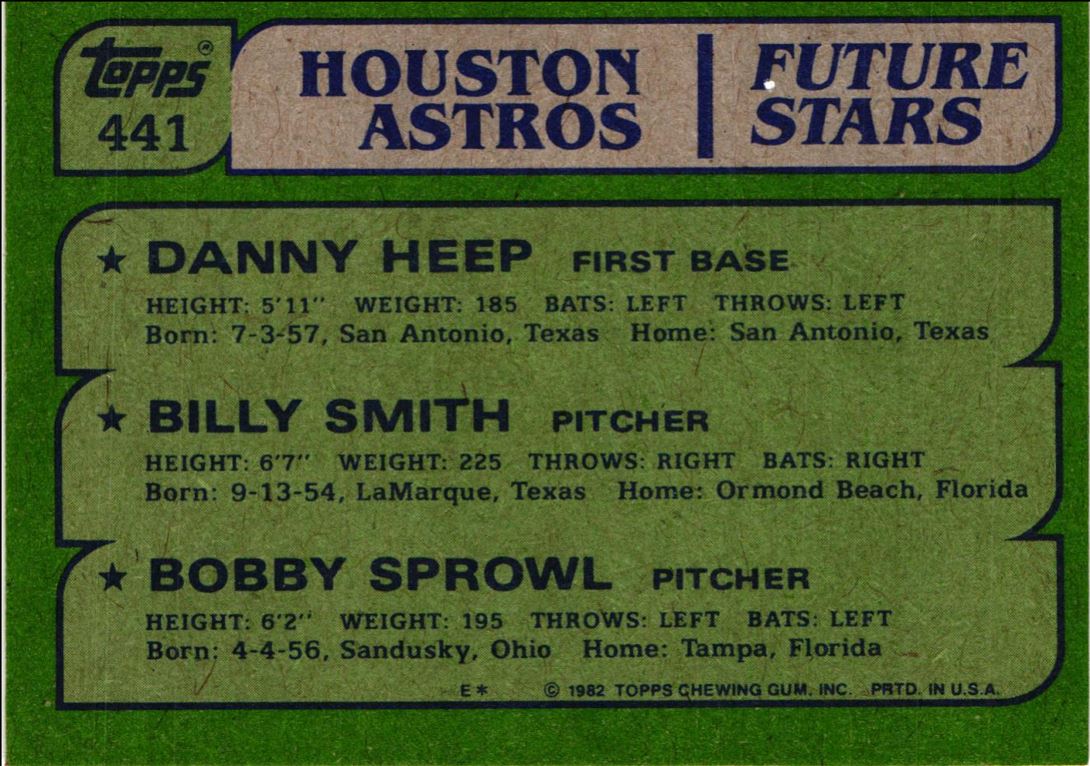 Topps®
441
HOUSTON
ASTROS
FUTURE
STARS
★ DANNY HEEP FIRST BASE
HEIGHT: 5'11" WEIGHT: 185 BATS: LEFT THROWS: LEFT
Born: 7-3-57, San Antonio, Texas Home: San Antonio, Texas
★ BILLY SMITH PITCHER
HEIGHT: 6'7" WEIGHT: 225 THROWS: RIGHT BATS: RIGHT
Born: 9-13-54, LaMarque, Texas Home: Ormond Beach, Florida
★ BOBBY SPROWL PITCHER
HEIGHT: 6'2" WEIGHT: 195 THROWS: LEFT BATS: LEFT
Born: 4-4-56, Sandusky, Ohio Home: Tampa, Florida
E* © 1982 TOPPS CHEWING GUM, INC. PRTD. IN U.S.A.